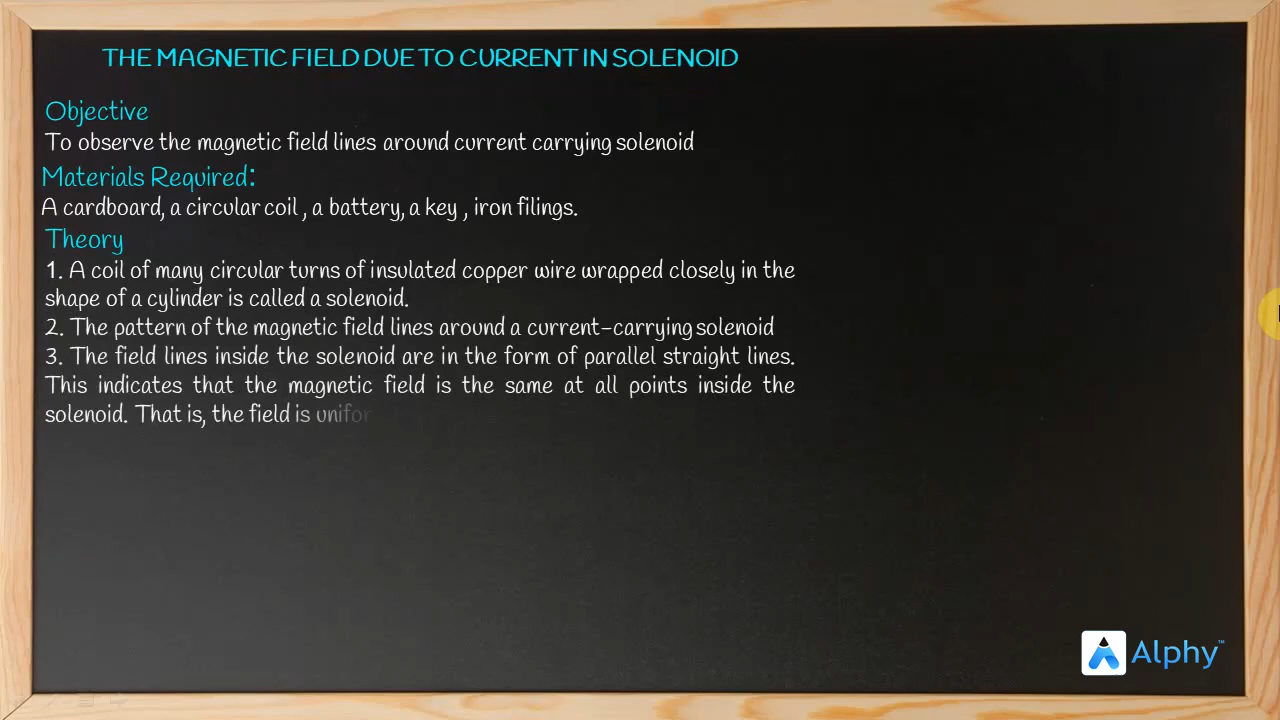 THE MAGNETIC FIELD DUE TO CURRENT IN SOLENOID
Objective
To observe the magnetic field lines around current carrying solenoid
Materials Required:
A cardboard, a circular coil , a battery, a key , iron filings.
Theory
1. A coil of many circular turns of insulated copper wire wrapped closely in the
shape of a cylinder is called a solenoid.
2. The pattern of the magnetic field lines around a current-carrying solenoid
3. The field lines inside the solenoid are in the form of parallel straight lines.
This indicates that the magnetic field is the same at all points inside the
solenoid. That is, the field is unifor
Alphy™